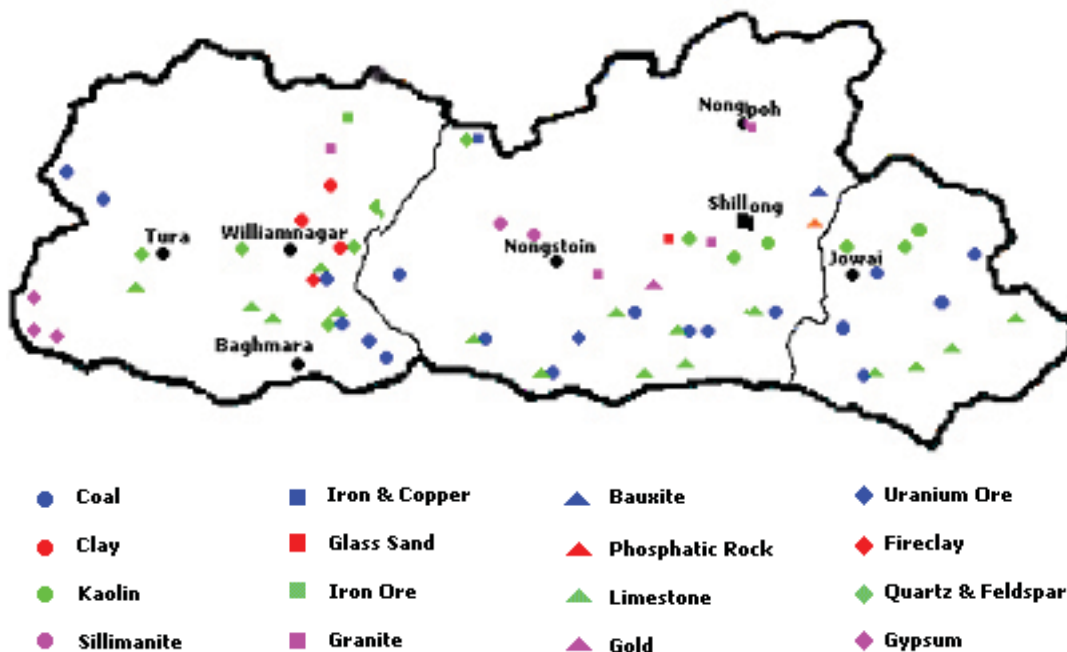 Nongpoh
Shillong
Tura
Williamnagar
Nongstoin
Jowai
Baghmara
Coal
Iron & Copper
Bauxite
Uranium Ore
Clay
Glass Sand
Phosphatic Rock
Fireclay
Kaolin
Iron Ore
Limestone
Quartz & Feldspar
Sillimanite
Granite
Gold
Gypsum